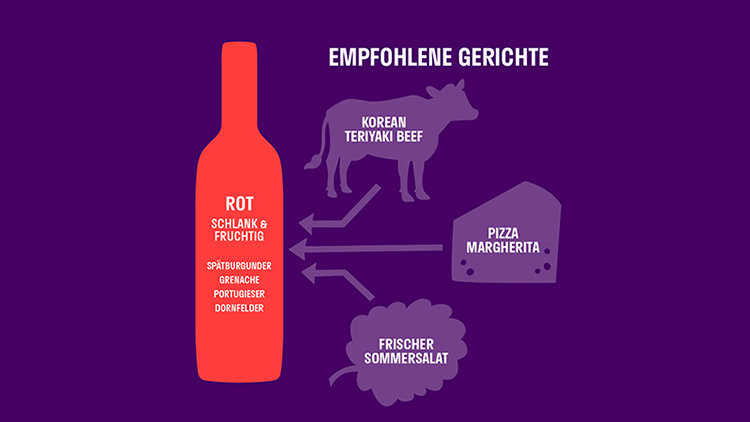 EMPFOHLENE GERICHTE
KOREAN
TERIYAKI BEEF
ROT
SCHLANK &
FRUCHTIG
SPÄTBURGUNDER
GRENACHE
PORTUGIESER
DORNFELDER
PIZZA
MARGHERITA
FRISCHER
SOMMERSALAT